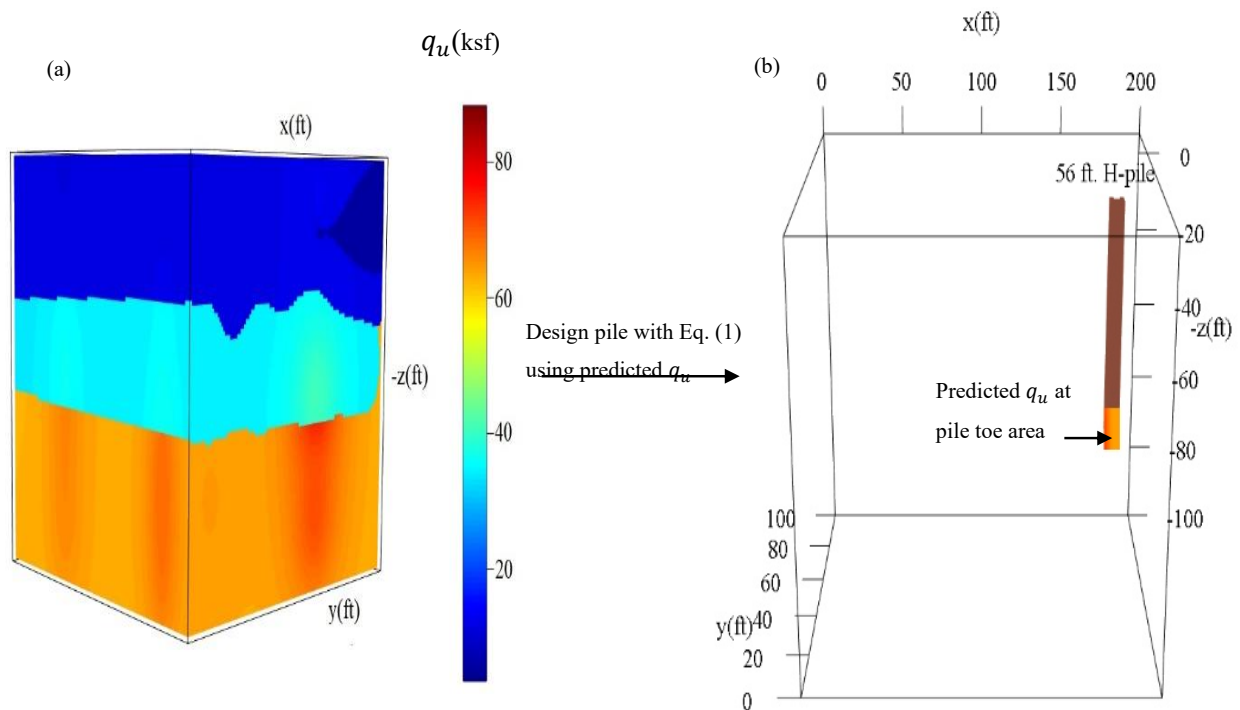 (a)
q_u(ksf)
x(ft)
80
60
40
20
-z(ft)
y(ft)
Design pile with Eq. (1)
using predicted q_u
(b)
x(ft)
0 50 100 150 200
0
56 ft. H-pile
-20
-40
-z(ft)
-60
Predicted q_u at
pile toe area
-80
-100
100
80
60
y(ft) 40
20
0